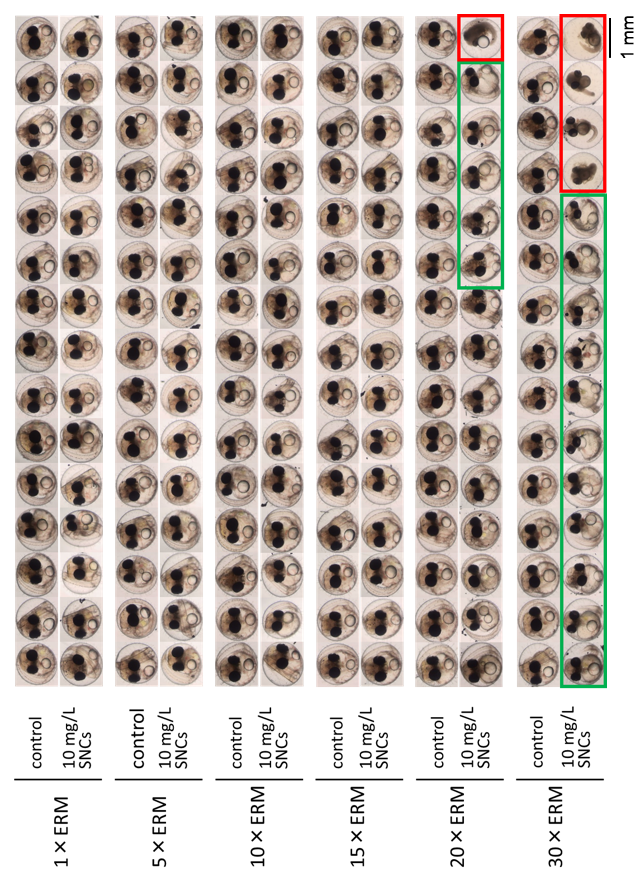 1 mm
control
10 mg/L
SNCs
control
10 mg/L
SNCs
control
10 mg/L
SNCs
control
10 mg/L
SNCs
control
10 mg/L
SNCs
control
10 mg/L
SNCs
1×ERM
5×ERM
10×ERM
15×ERM
20×ERM
30×ERM